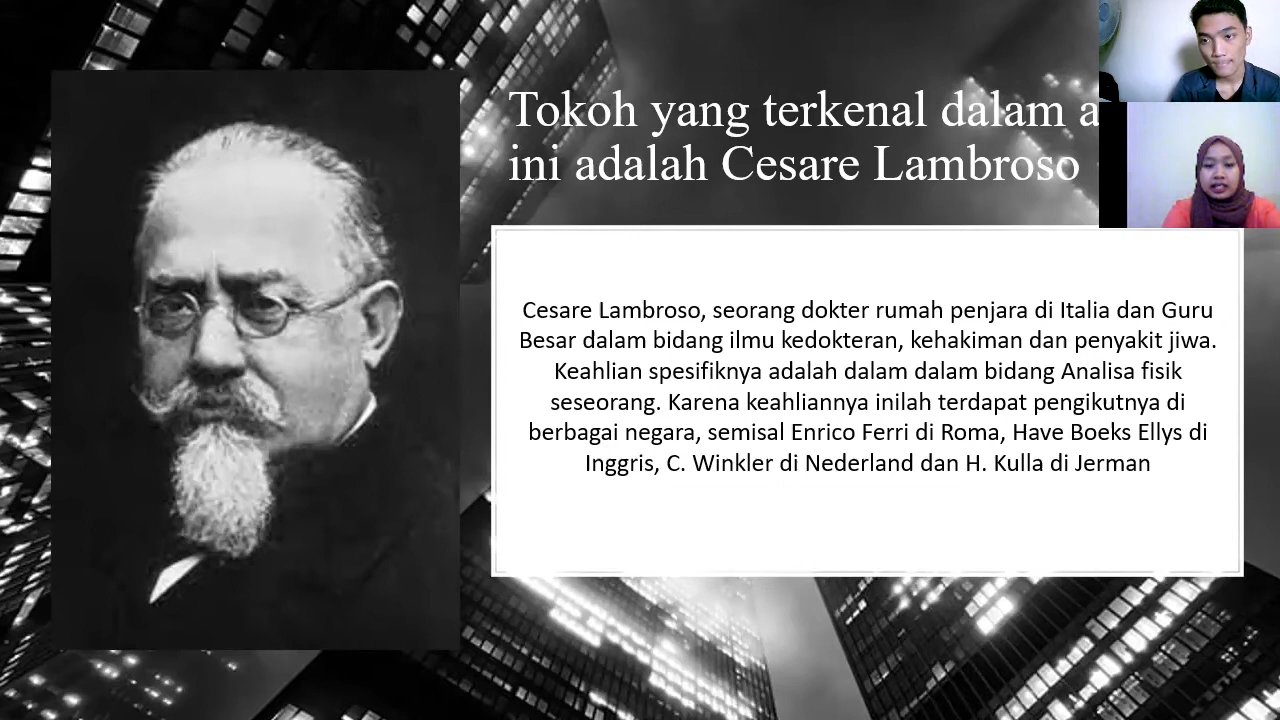 Tokoh yang terkenal dalam a
ini adalah Cesare Lambroso
Cesare Lambroso, seorang dokter rumah penjara di Italia dan Guru
Besar dalam bidang ilmu kedokteran, kehakiman dan penyakit jiwa.
Keahlian spesifiknya adalah dalam dalam bidang Analisa fisik
seseorang. Karena keahliannya inilah terdapat pengikutnya di
berbagai negara, semisal Enrico Ferri di Roma, Have Boeks Ellys di
Inggris, C. Winkler di Nederland dan H. Kulla di Jerman